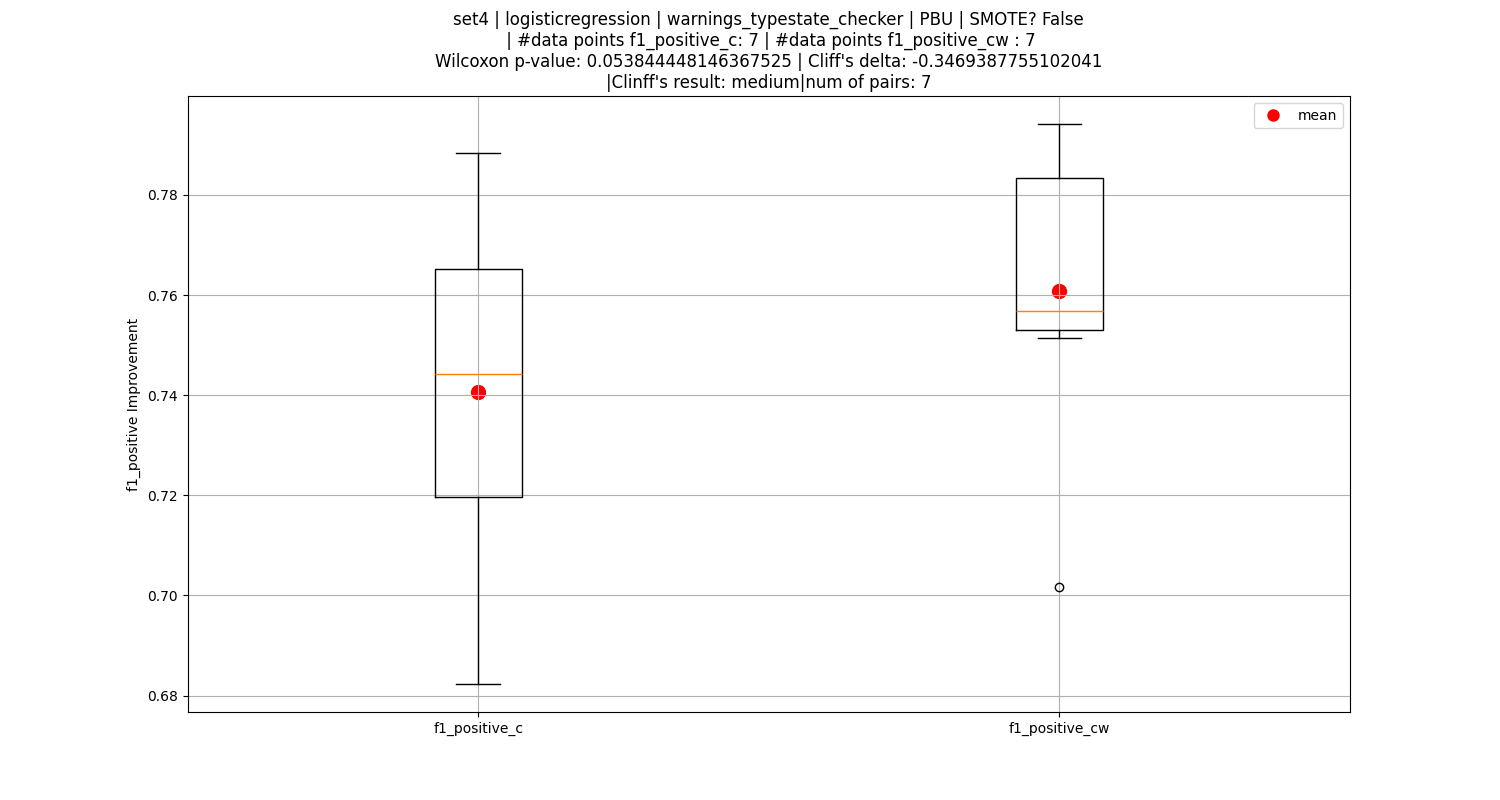 set4 | logisticregression | warnings_typestate_checker | PBU | SMOTE? False
| #data points f1_positive_c: 7 | #data points f1_positive_cw : 7
Wilcoxon p-value: 0.053844448146367525 | Cliff's delta: -0.3469387755102041
|Clinff's result: medium|num of pairs: 7
mean
f1_positive Improvement
0.78
0.76
0.74
0.72
0.70
0.68
f1_positive_c
f1_positive_cw